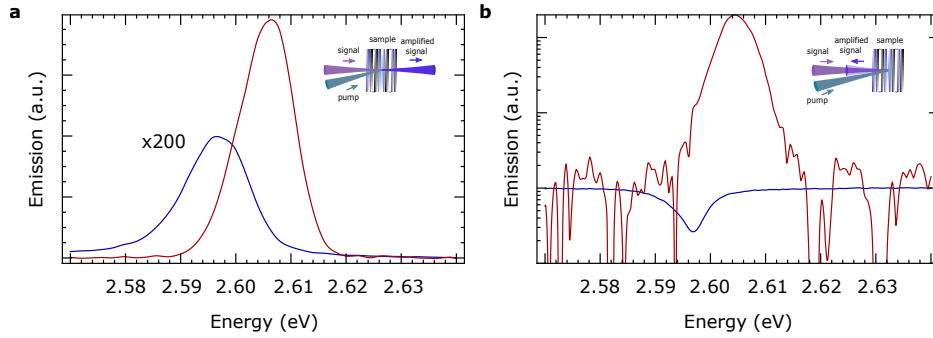 a
Emission (a.u.)
x200
signal
sample
amplified
signal
pump
2.58 2.59 2.60 2.61 2.62 2.63
Energy (eV)
b
Emission (a.u.)
signal
amplified
signal
sample
pump
2.58 2.59 2.60 2.61 2.62 2.63
Energy (eV)